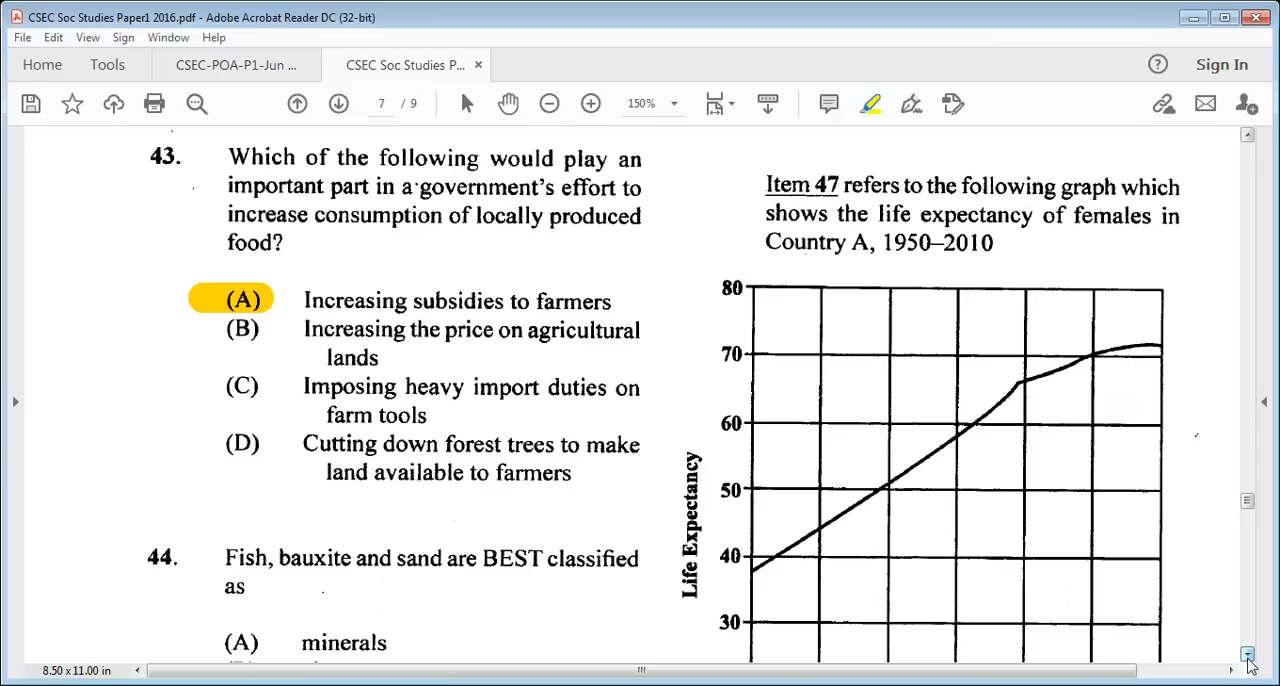 CSEC Soc Studies Paper1 2016.pdf - Adobe Acrobat Reader DC (32-bit)
File Edit View Sign Window Help
Home Tools CSEC-POA-P1-Jun ... CSEC Soc Studies P... × Sign In
7 / 9 150%
43. Which of the following would play an
important part in a government's effort to
increase consumption of locally produced
food?
(A) Increasing subsidies to farmers
(B) Increasing the price on agricultural
lands
(C) Imposing heavy import duties on
farm tools
(D) Cutting down forest trees to make
land available to farmers
44. Fish, bauxite and sand are BEST classified
as
(A) minerals
Item 47 refers to the following graph which
shows the life expectancy of females in
Country A, 1950–2010
80
70
60
50
40
30
Life Expectancy
8.50 x 11.00 in